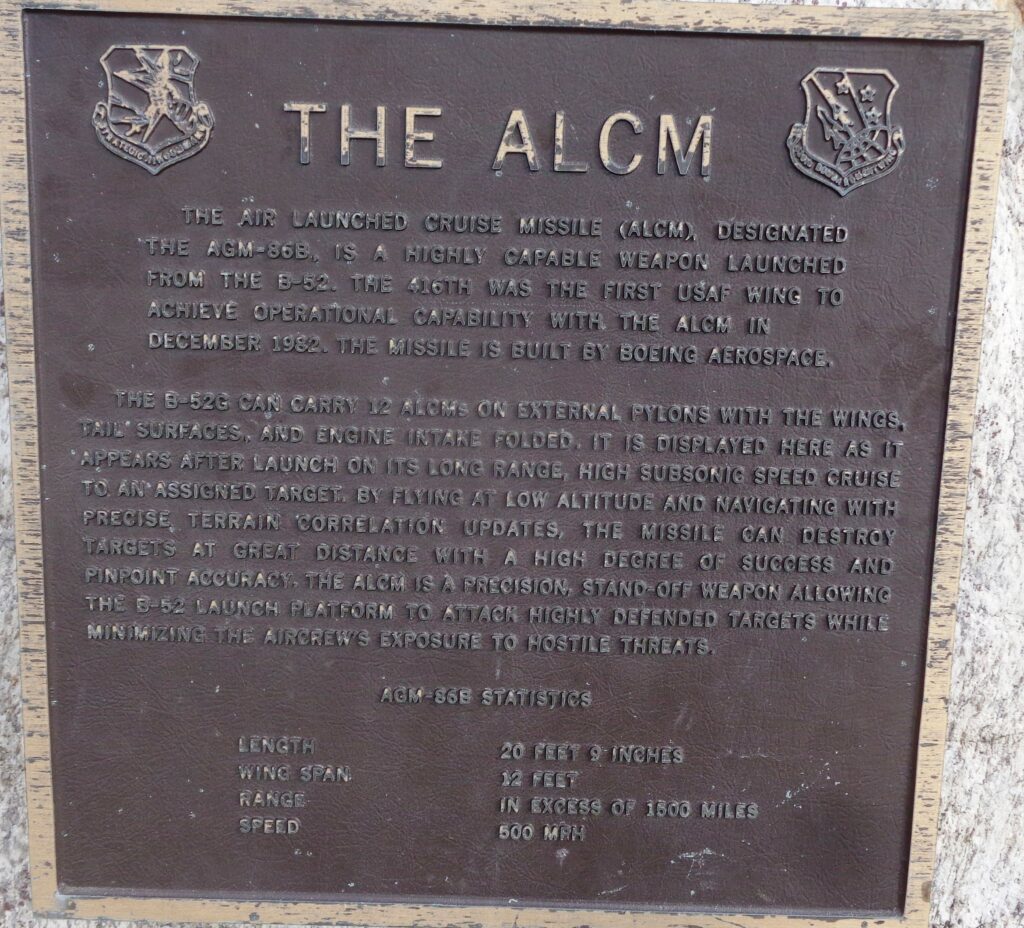 THE ALCM
STRATEGIC AIR COMMAND
THE AIR LAUNCHED CRUISE MISSILE (ALCM), DESIGNATED
THE AGM-86B, IS A HIGHLY CAPABLE WEAPON LAUNCHED
FROM THE B-52. THE 416TH WAS THE FIRST USAF WING TO
ACHIEVE OPERATIONAL CAPABILITY WITH THE ALCM IN
DECEMBER 1982. THE MISSILE IS BUILT BY BOEING AEROSPACE.
THE B-52G CAN CARRY 12 ALCMs ON EXTERNAL PYLONS WITH THE WINGS,
TAIL SURFACES, AND ENGINE INTAKE FOLDED. IT IS DISPLAYED HERE AS IT
APPEARS AFTER LAUNCH ON ITS LONG RANGE, HIGH SUBSONIC SPEED CRUISE
TO AN ASSIGNED TARGET. BY FLYING AT LOW ALTITUDE AND NAVIGATING WITH
PRECISE TERRAIN CORRELATION UPDATES, THE MISSILE CAN DESTROY
TARGETS AT GREAT DISTANCE WITH A HIGH DEGREE OF SUCCESS AND
PINPOINT ACCURACY. THE ALCM IS A PRECISION, STAND-OFF WEAPON ALLOWING
THE B-52 LAUNCH PLATFORM TO ATTACK HIGHLY DEFENDED TARGETS WHILE
MINIMIZING THE AIRCREW'S EXPOSURE TO HOSTILE THREATS.
AGM-86B STATISTICS
LENGTH 20 FEET 9 INCHES
WING SPAN 12 FEET
RANGE IN EXCESS OF 1500 MILES
SPEED 500 MPH